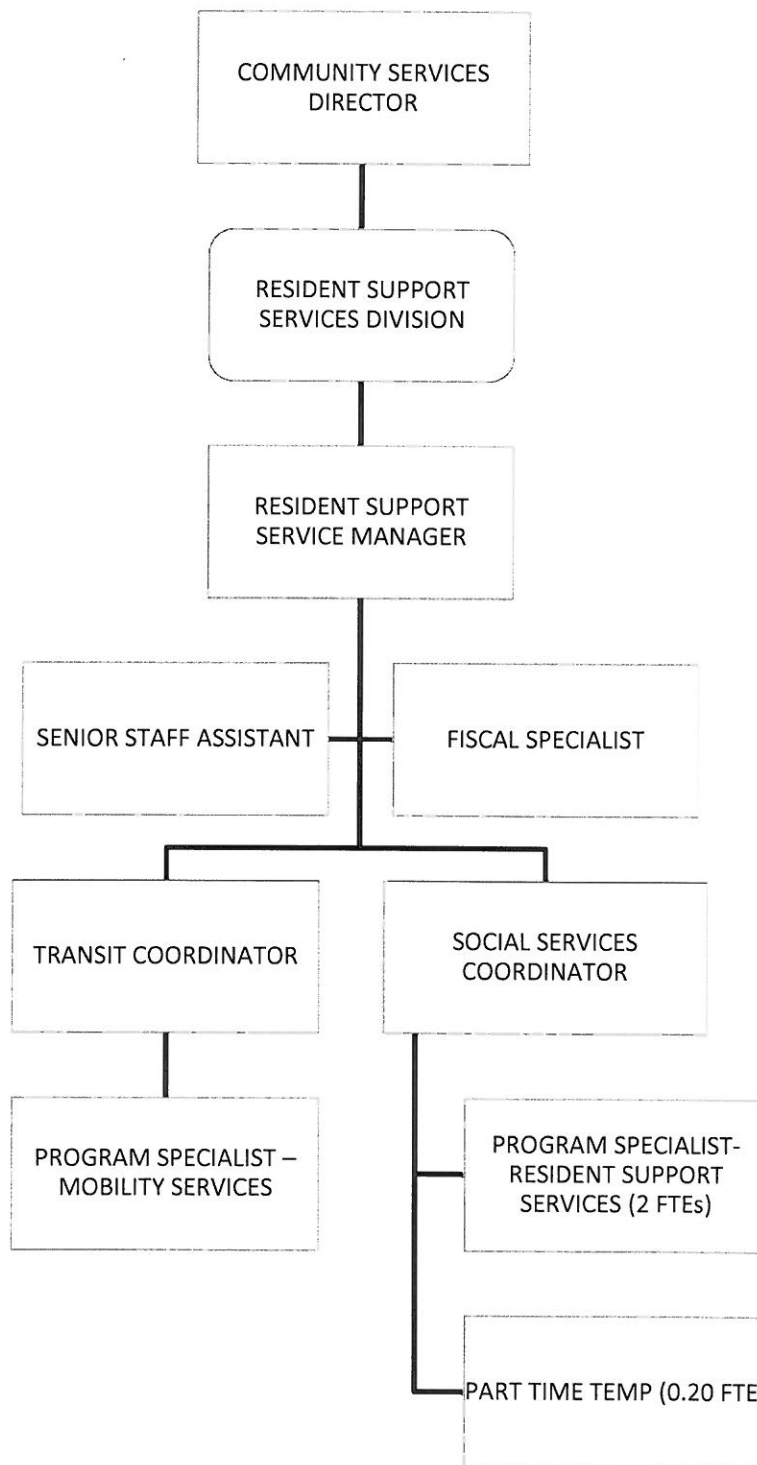 COMMUNITY SERVICES
DIRECTOR
RESIDENT SUPPORT
SERVICES DIVISION
RESIDENT SUPPORT
SERVICE MANAGER
SENIOR STAFF ASSISTANT
FISCAL SPECIALIST
TRANSIT COORDINATOR
SOCIAL SERVICES
COORDINATOR
PROGRAM SPECIALIST –
MOBILITY SERVICES
PROGRAM SPECIALIST-
RESIDENT SUPPORT
SERVICES (2 FTEs)
PART TIME TEMP (0.20 FTE